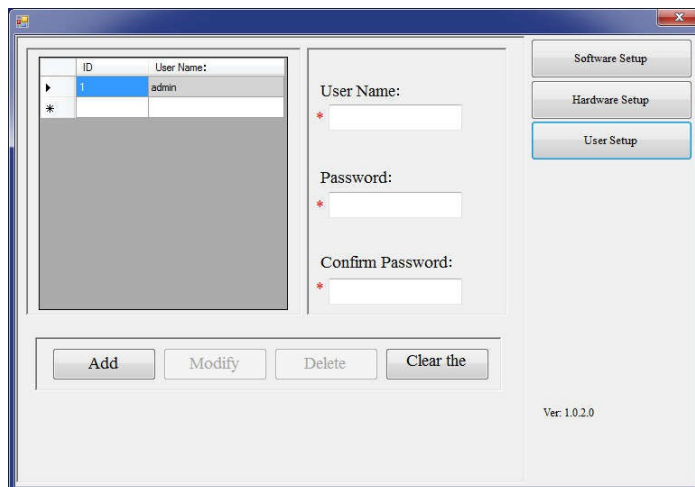 ID User Name:
1 admin
User Name:
*
Password:
*
Confirm Password:
*
Add Modify Delete Clear the
Software Setup
Hardware Setup
User Setup
Ver: 1.0.2.0